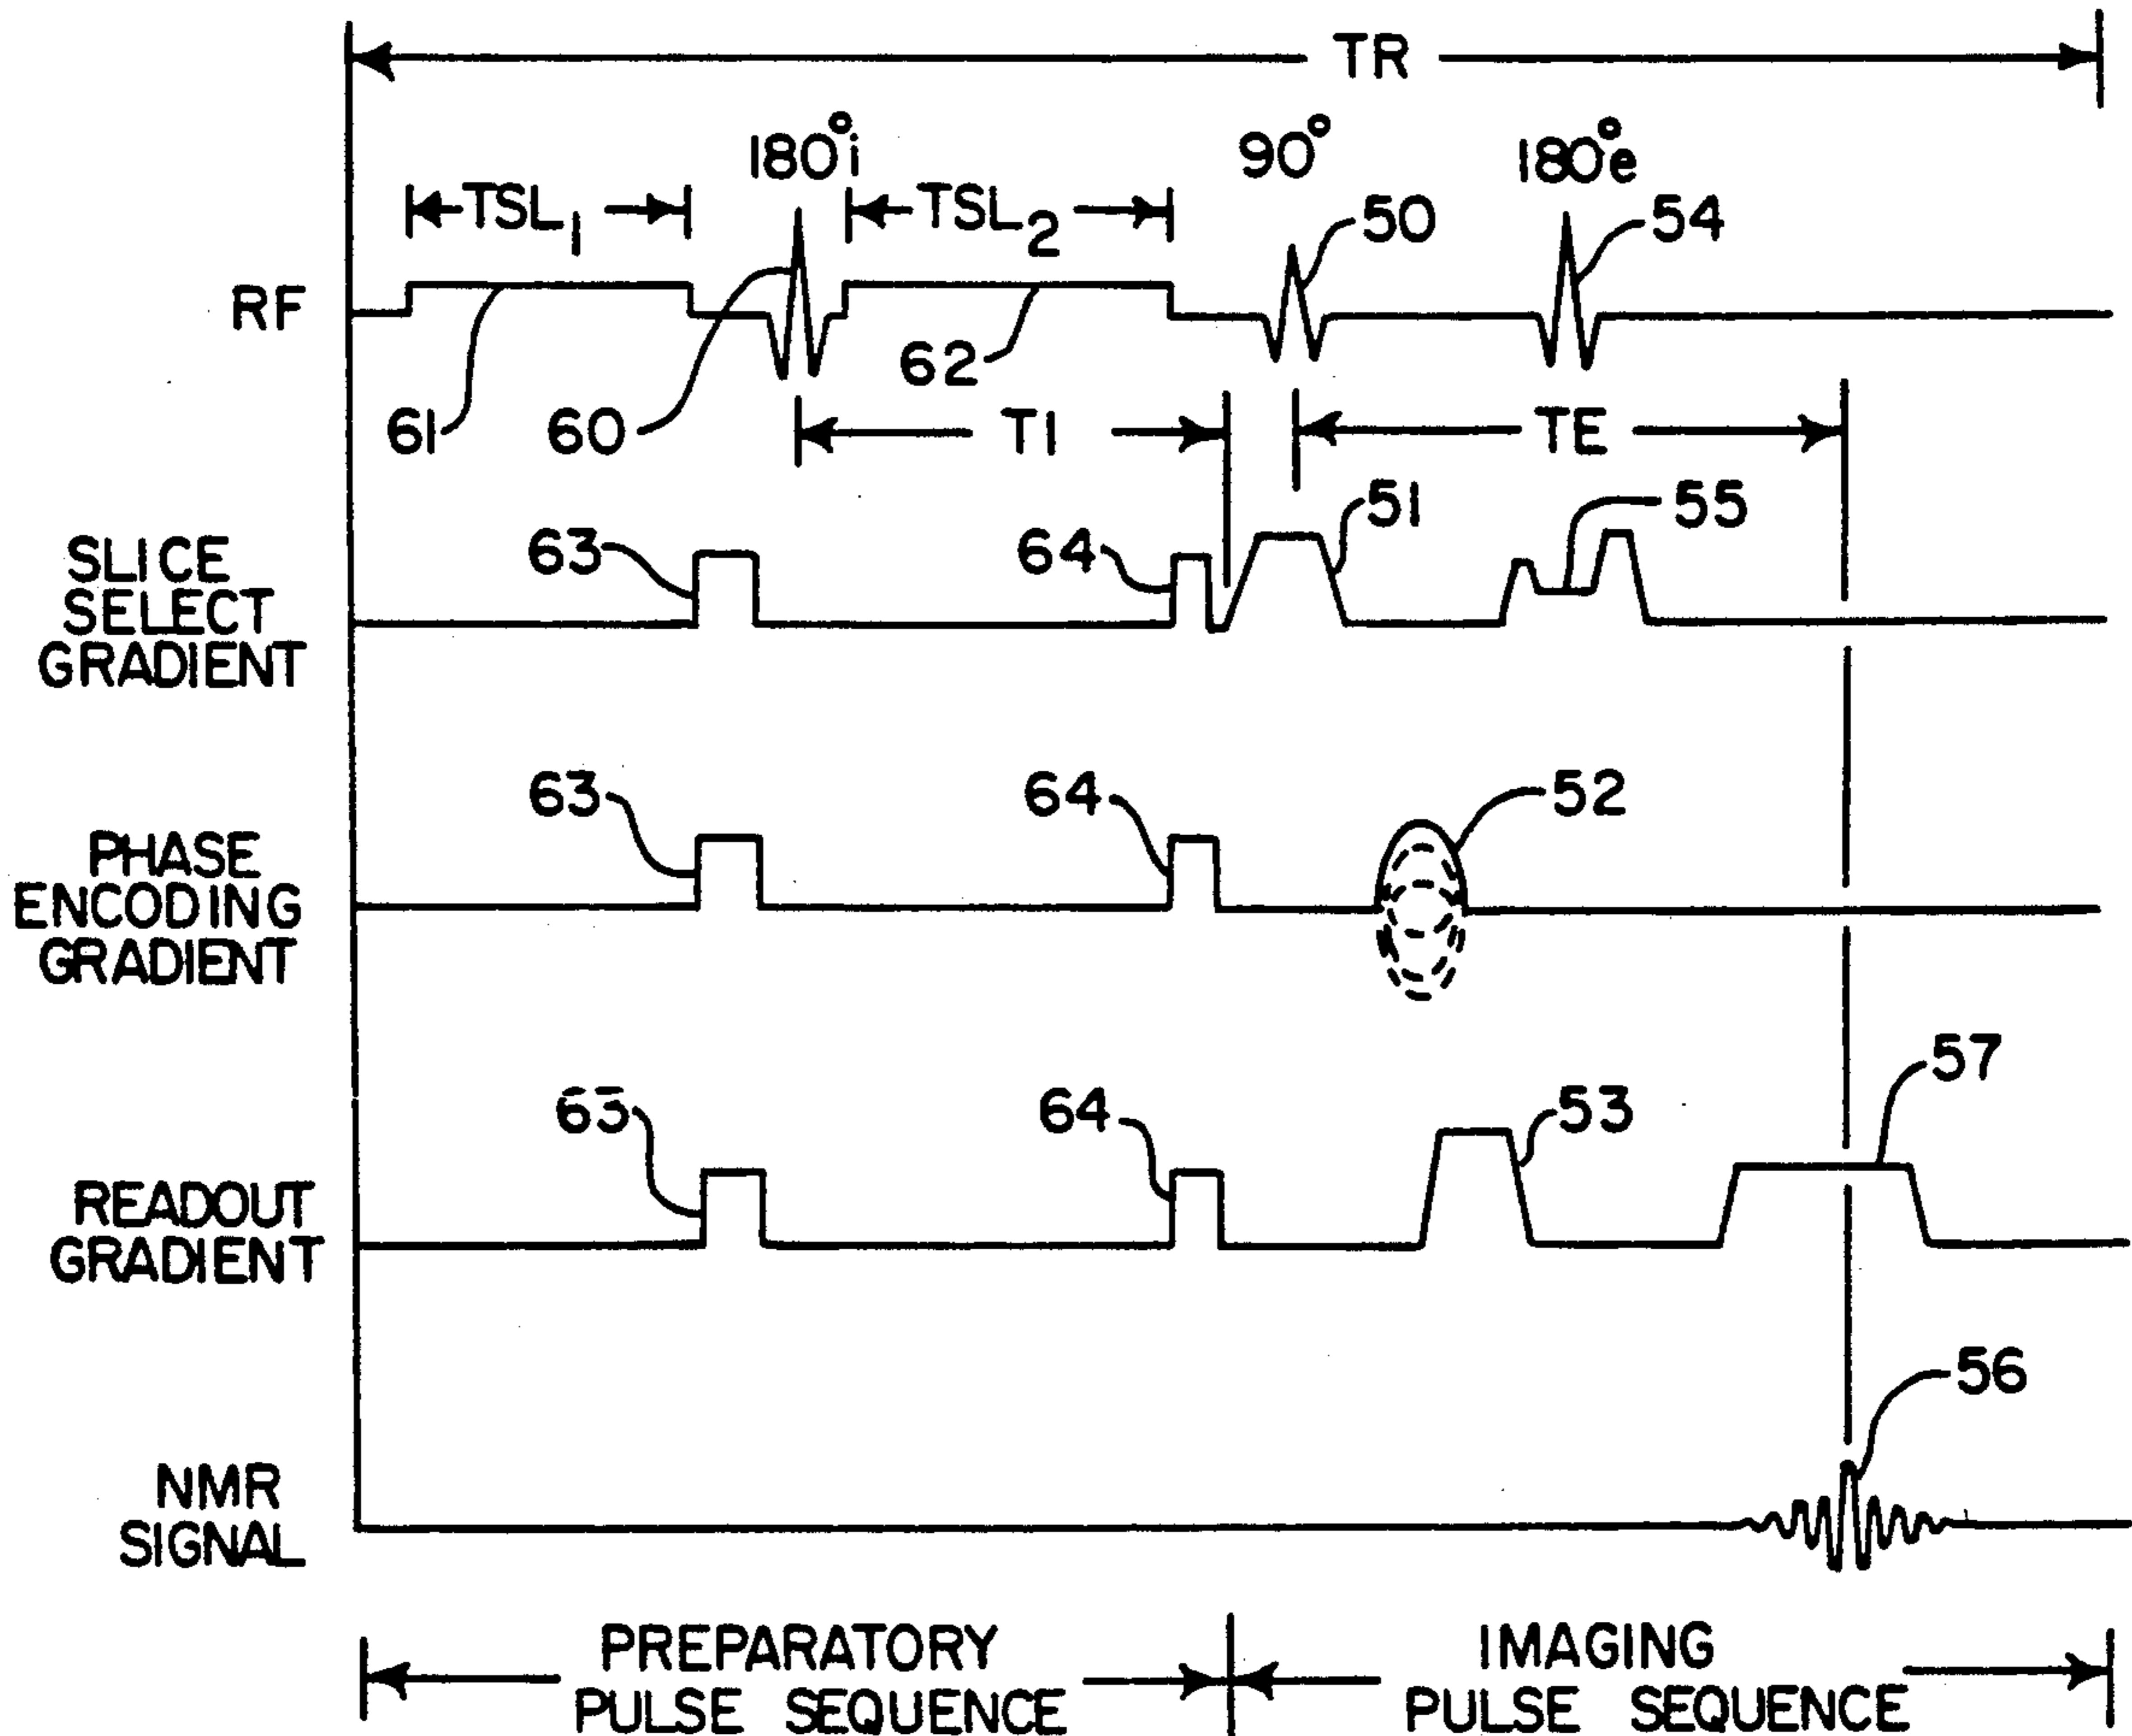 TR
180°i
90°
180°e
TSL1
TSL2
50
54
RF
62
61
60
TI
TE
51
55
63
64
SLICE
SELECT
GRADIENT
63
64
52
PHASE
ENCODING
GRADIENT
57
63
64
53
READOUT
GRADIENT
56
NMR
SIGNAL
PREPARATORY
PULSE SEQUENCE
IMAGING
PULSE SEQUENCE